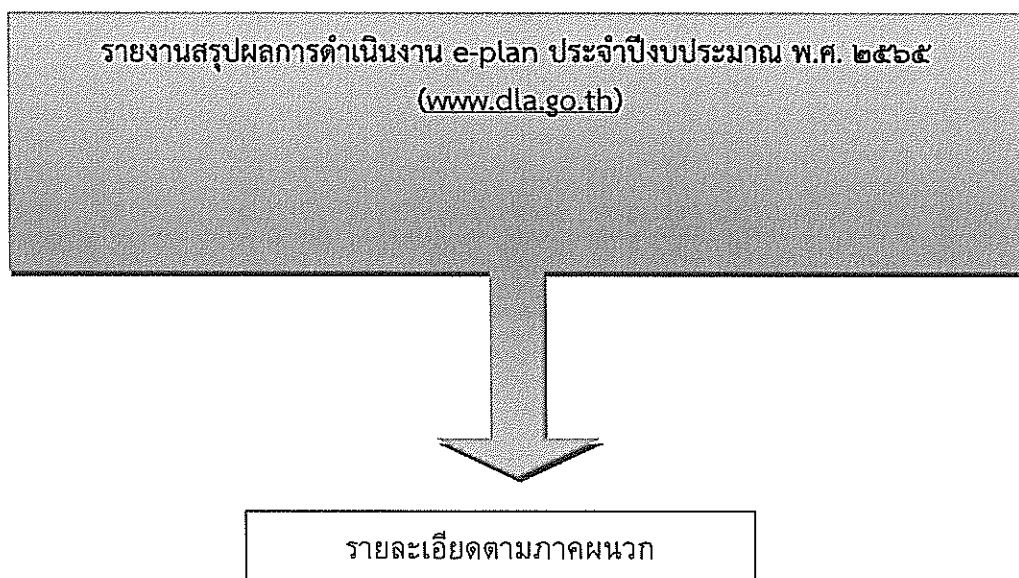 รายงานสรุปผลการดำเนินงาน e-plan ประจำปีงบประมาณ พ.ศ. ๒๕๖๕
(www.dla.go.th)
รายละเอียดตามภาคผนวก